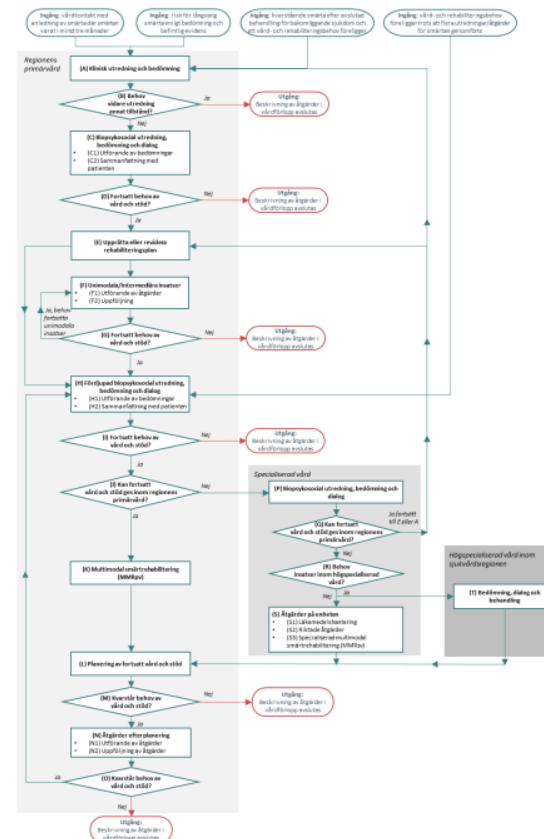 Ingång: vårdkontakt med
anledning av smärta där smärtan
varat i minst tre månader
Ingång: risk för långvarig
smärta enligt bedömning och
befintlig evidens
Ingång: kvarstående smärta efter avslutad
behandling för bakomliggande sjukdom och
ett vård- och rehabiliteringsbehov föreligger
Ingång: vård- och rehabiliteringsbehov
föreligger trots att flera utredningar/åtgärder
för smärtan genomförts
Regionens
primärvård
(A) Klinisk utredning och bedömning
(B) Behov
vidare utredning
annat tillstånd?
Ja
Utgång:
Beskrivning av åtgärder i
vårdförlopp avslutas
Nej
(C) Biopsykosocial utredning,
bedömning och dialog
• (C1) Utförande av bedömningar
• (C2) Sammanfattning med
patienten
(D) Fortsatt behov av
vård och stöd?
Nej
Utgång:
Beskrivning av åtgärder i
vårdförlopp avslutas
Ja
(E) Upprätta eller revidera
rehabiliteringsplan
(F) Unimodala/intermediära insatser
• (F1) Utförande av åtgärder
• (F2) Uppföljning
Ja, behov
fortsatta
unimodala
insatser
(G) Fortsatt behov av
vård och stöd?
Nej
Utgång:
Beskrivning av åtgärder i
vårdförlopp avslutas
Ja
(H) Fördjupad biopsykosocial utredning,
bedömning och dialog
• (H1) Utförande av bedömningar
• (H2) Sammanfattning med patienten
(I) Fortsatt behov av
vård och stöd?
Nej
Utgång:
Beskrivning av åtgärder i
vårdförlopp avslutas
Ja
(J) Kan fortsatt
vård och stöd ges inom regionens
primärvård?
Nej
Ja
Specialiserad vård
(P) Biopsykosocial utredning, bedömning och
dialog
(Q) Kan fortsatt
vård och stöd ges inom regionens
primärvård?
Ja fortsätt
till E eller A
Nej
(R) Behov
insatser inom högspecialiserad
vård?
Nej
Ja
Högspecialiserad vård inom
sjukvårdsregionen
(T) Bedömning, dialog och
behandling
(K) Multimodal smärtrehabilitering
(MMRpv)
(S) Åtgärder på enheten
• (S1) Läkemedelshantering
• (S2) Riktade åtgärder
• (S3) Specialiserad multimodal
smärtrehabilitering (MMRsv)
(L) Planering av fortsatt vård och stöd
(M) Kvarstår behov av
vård och stöd?
Nej
Utgång:
Beskrivning av åtgärder i
vårdförlopp avslutas
Ja
(N) Åtgärder efter planering
• (N1) Utförande av åtgärder
• (N2) Uppföljning av åtgärder
Ja
(O) Kvarstår behov av
vård och stöd?
Nej
Utgång:
Beskrivning av åtgärder i
vårdförlopp avslutas